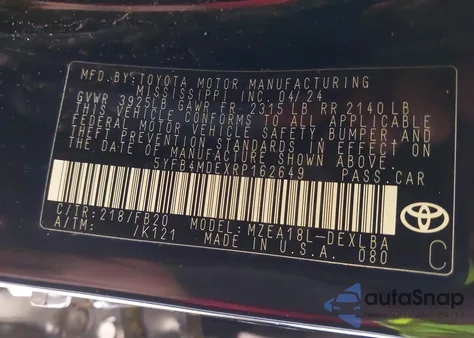 MFD.BY:TOYOTA MOTOR MANUFACTURING
MISSISSIPPI INC. 04/24
GVWR 3925LB GAWR FR 2315 LB RR 2140 LB
THIS VEHICLE CONFORMS TO ALL APPLICABLE
FEDERAL MOTOR VEHICLE SAFETY, BUMPER, AND
THEFT PREVENTION STANDARDS IN EFFECT ON
THE DATE OF MANUFACTURE SHOWN ABOVE.
5YFB4MDEXRP162649 PASS.CAR
C/TR:218/FB20 MODEL:MZEA18L-DEXLBA
A/TM: /K121 MADE IN U.S.A. 080
TOYOTA
C
autoSnap